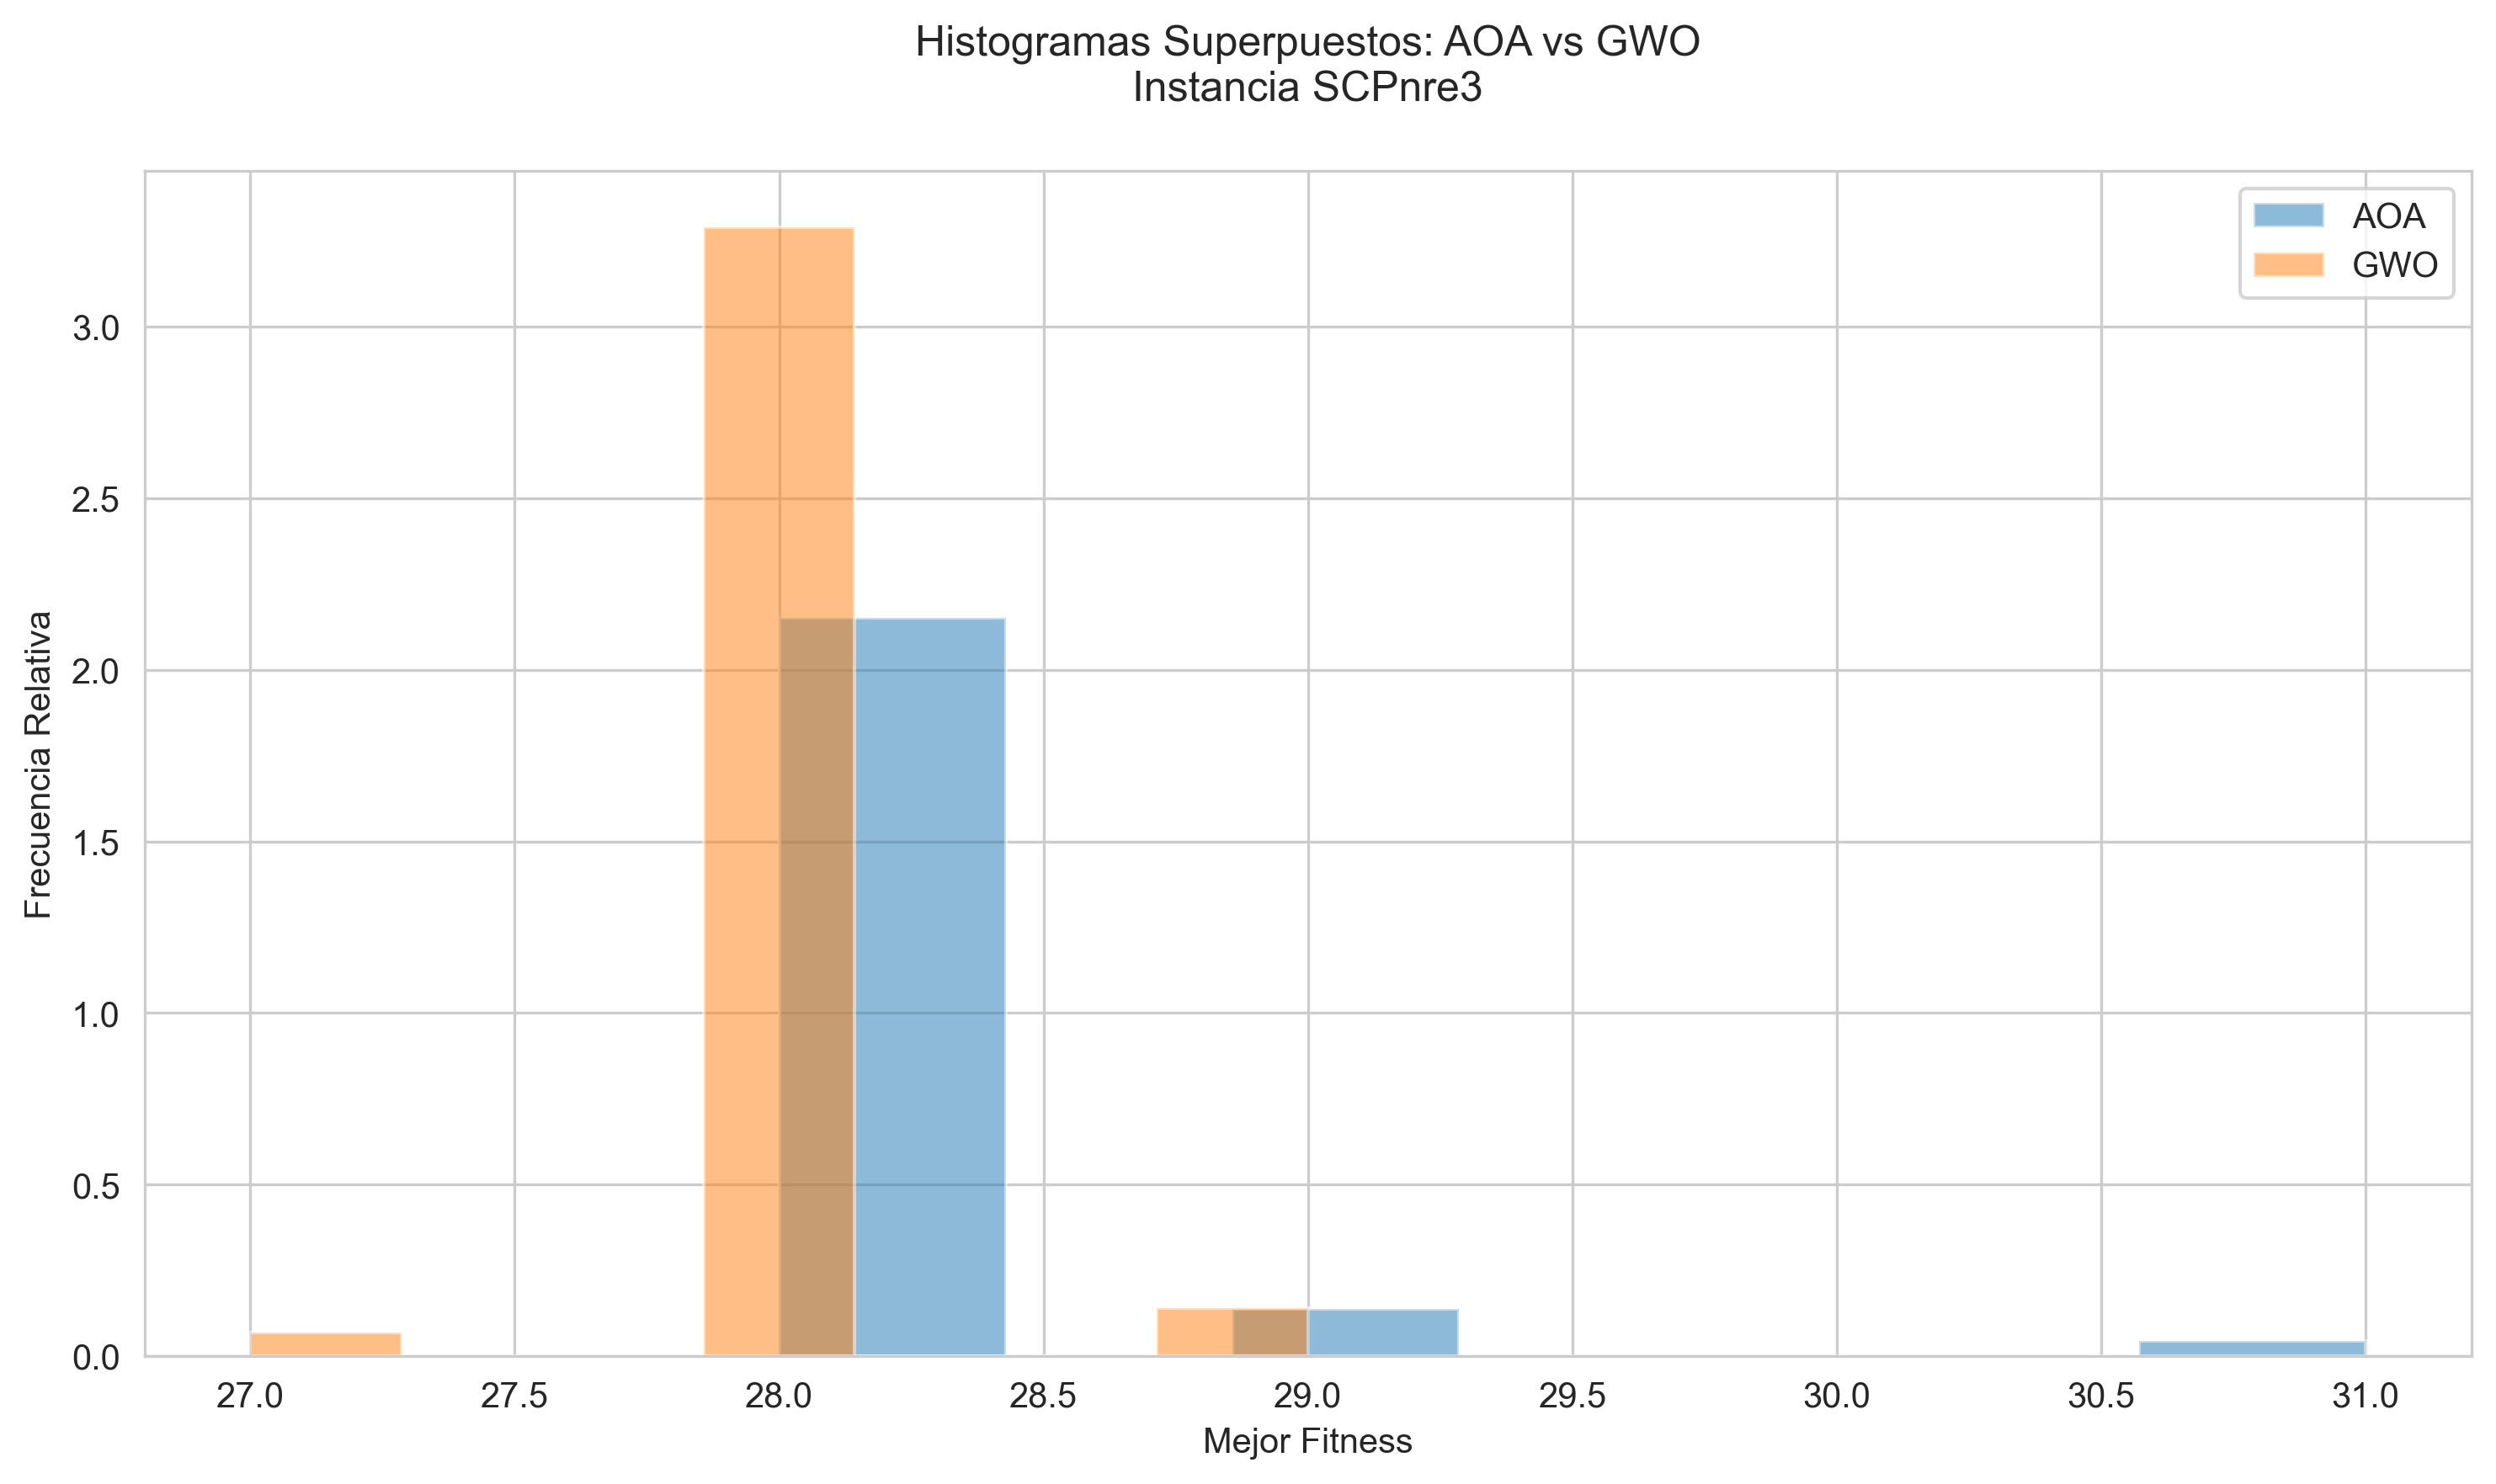 Histogramas Superpuestos: AOA vs GWO
Instancia SCPnre3
AOA
GWO
3.0
2.5
2.0
1.5
1.0
0.5
0.0
Frecuencia Relativa
27.0 27.5 28.0 28.5 29.0 29.5 30.0 30.5 31.0
Mejor Fitness